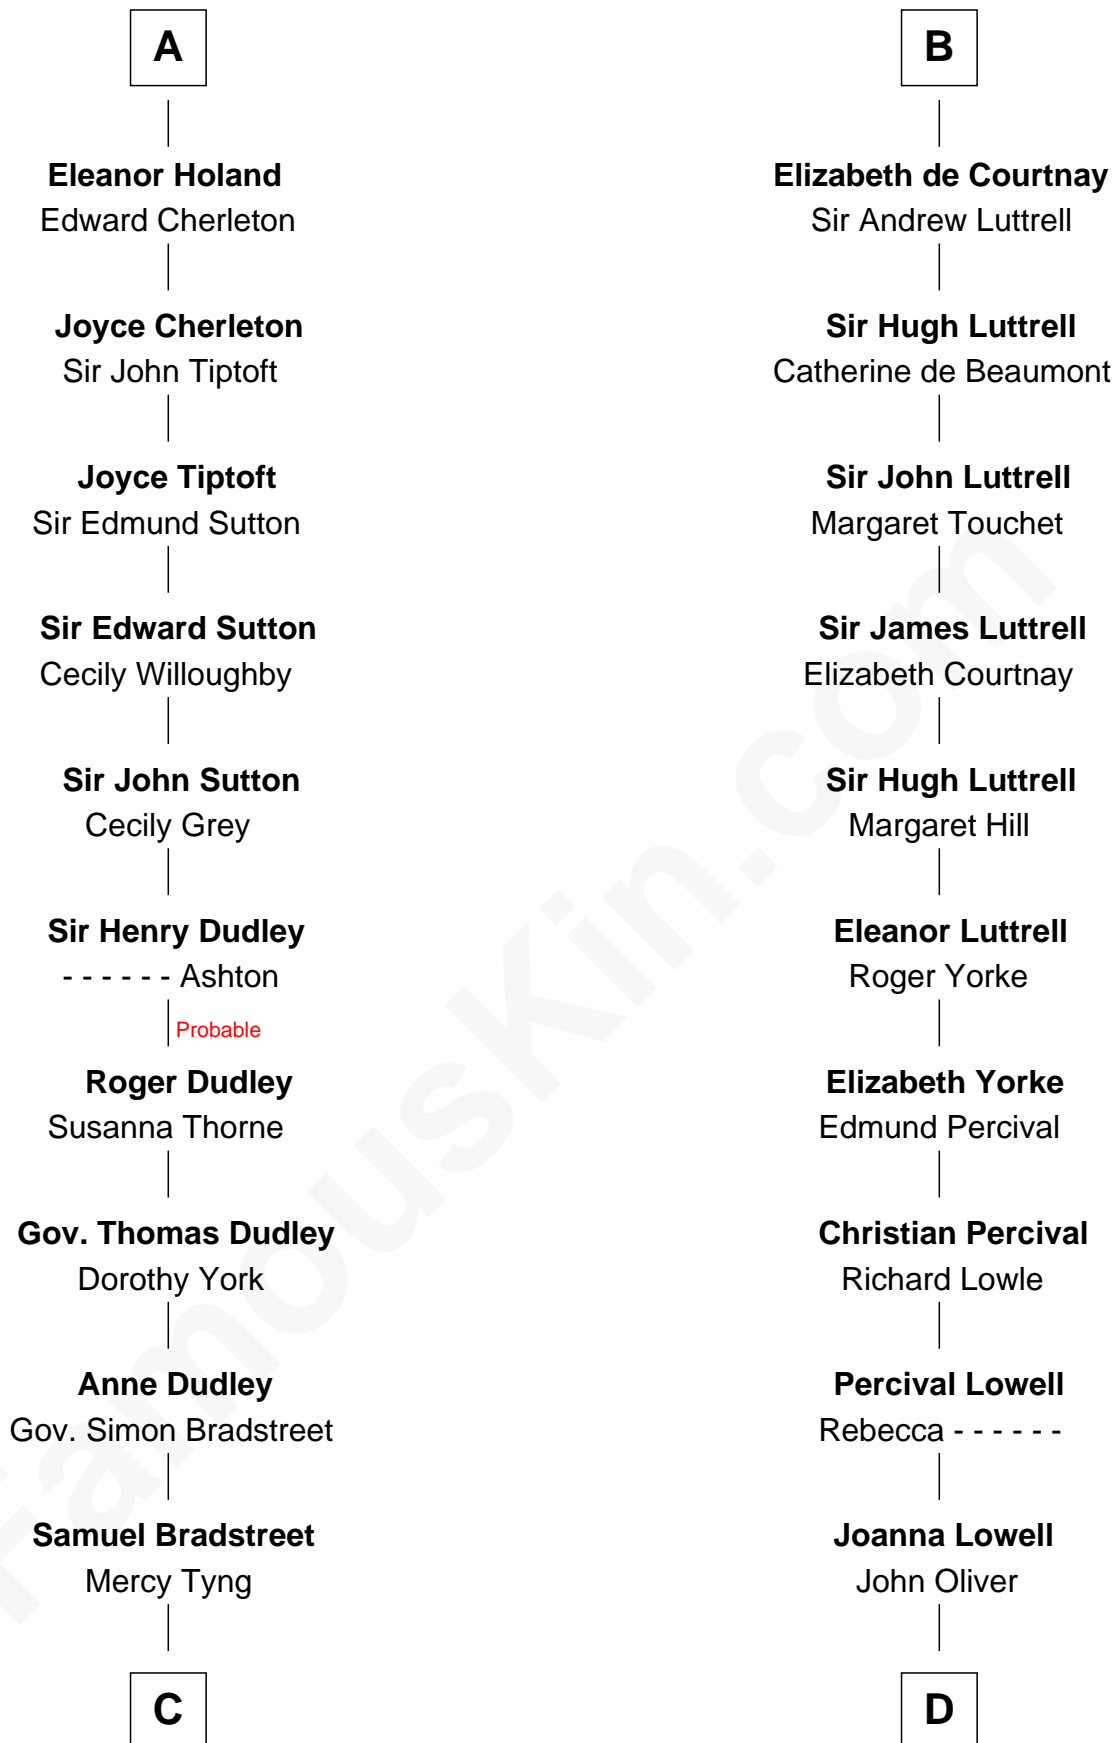 A
Eleanor Holand
Edward Cherleton
Joyce Cherleton
Sir John Tiptoft
Joyce Tiptoft
Sir Edmund Sutton
Sir Edward Sutton
Cecily Willoughby
Sir John Sutton
Cecily Grey
Sir Henry Dudley
- - - - - - Ashton
Probable
Roger Dudley
Susanna Thorne
Gov. Thomas Dudley
Dorothy York
Anne Dudley
Gov. Simon Bradstreet
Samuel Bradstreet
Mercy Tyng
C
B
Elizabeth de Courtnay
Sir Andrew Luttrell
Sir Hugh Luttrell
Catherine de Beaumont
Sir John Luttrell
Margaret Touchet
Sir James Luttrell
Elizabeth Courtnay
Sir Hugh Luttrell
Margaret Hill
Eleanor Luttrell
Roger Yorke
Elizabeth Yorke
Edmund Percival
Christian Percival
Richard Lowle
Percival Lowell
Rebecca - - - - - -
Joanna Lowell
John Oliver
D
FamousKin.com